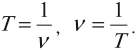 T = 1/ν, ν = 1/T.